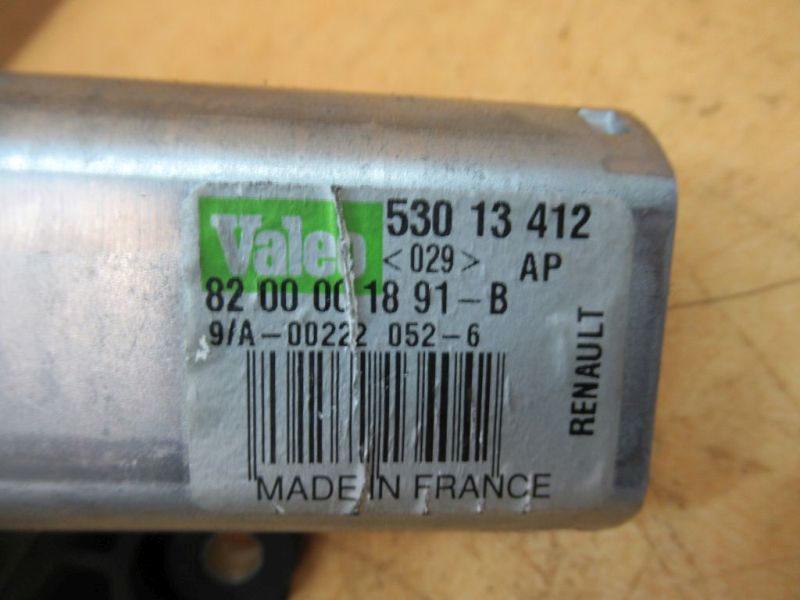 Valeo 530 13 412
<029> AP
82 00 00 18 91-B
9/A-00222 052-6
RENAULT
MADE IN FRANCE